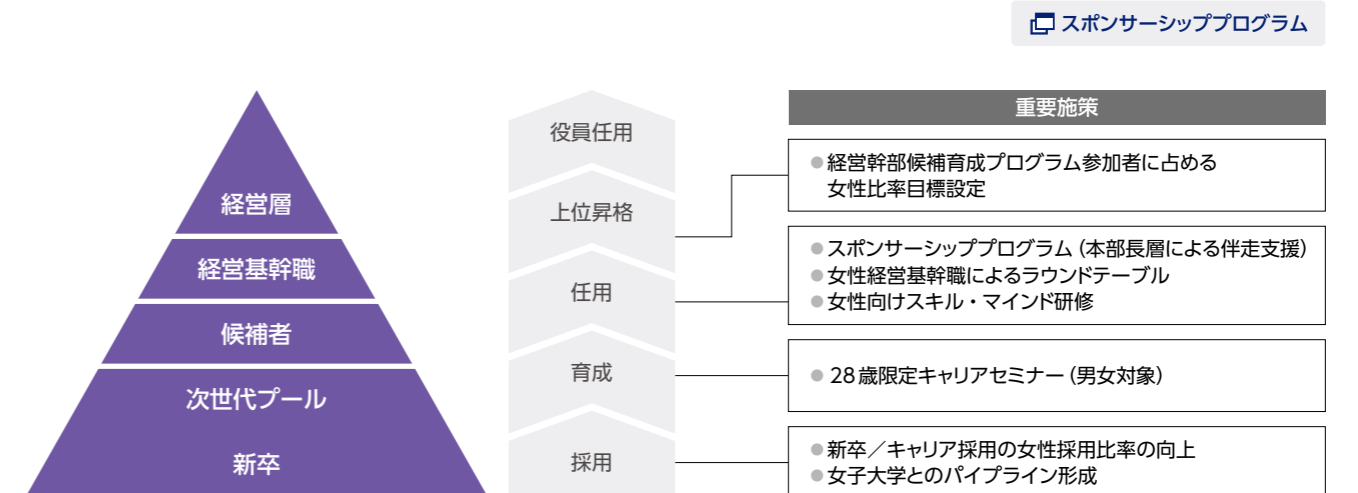 スポンサーシッププログラム
経営層
経営基幹職
候補者
次世代プール
新卒
役員任用
上位昇格
任用
育成
採用
重要施策
●経営幹部候補育成プログラム参加者に占める
女性比率目標設定
●スポンサーシッププログラム（本部長層による伴走支援）
●女性経営基幹職によるラウンドテーブル
●女性向けスキル・マインド研修
●28歳限定キャリアセミナー（男女対象）
●新卒／キャリア採用の女性採用比率の向上
●女子大学とのパイプライン形成